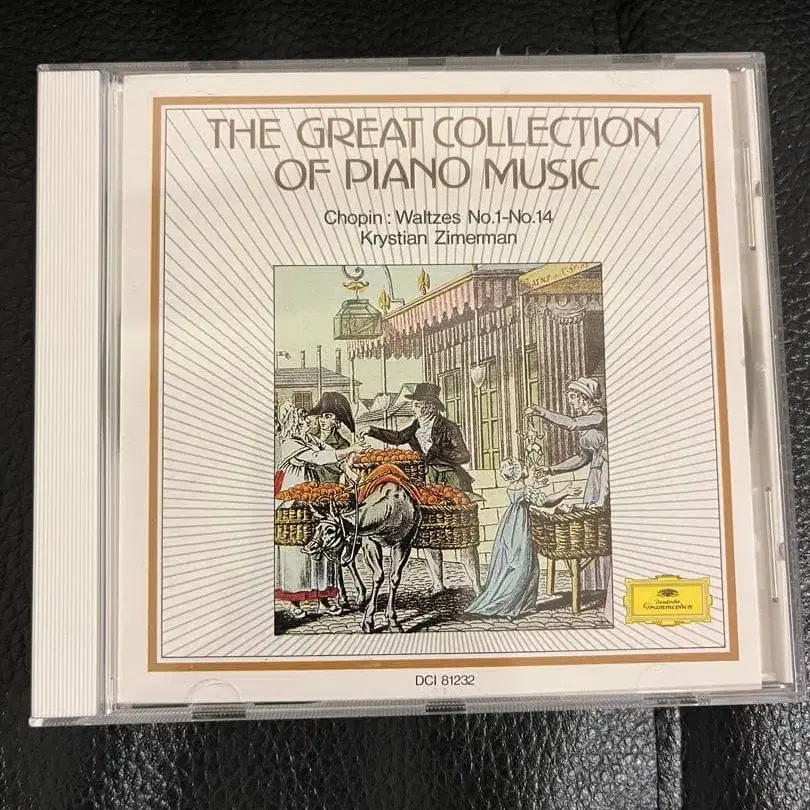 THE GREAT COLLECTION
OF PIANO MUSIC
Chopin: Waltzes No.1-No.14
Krystian Zimerman
Deutsche
Grammophon
DCI 81232